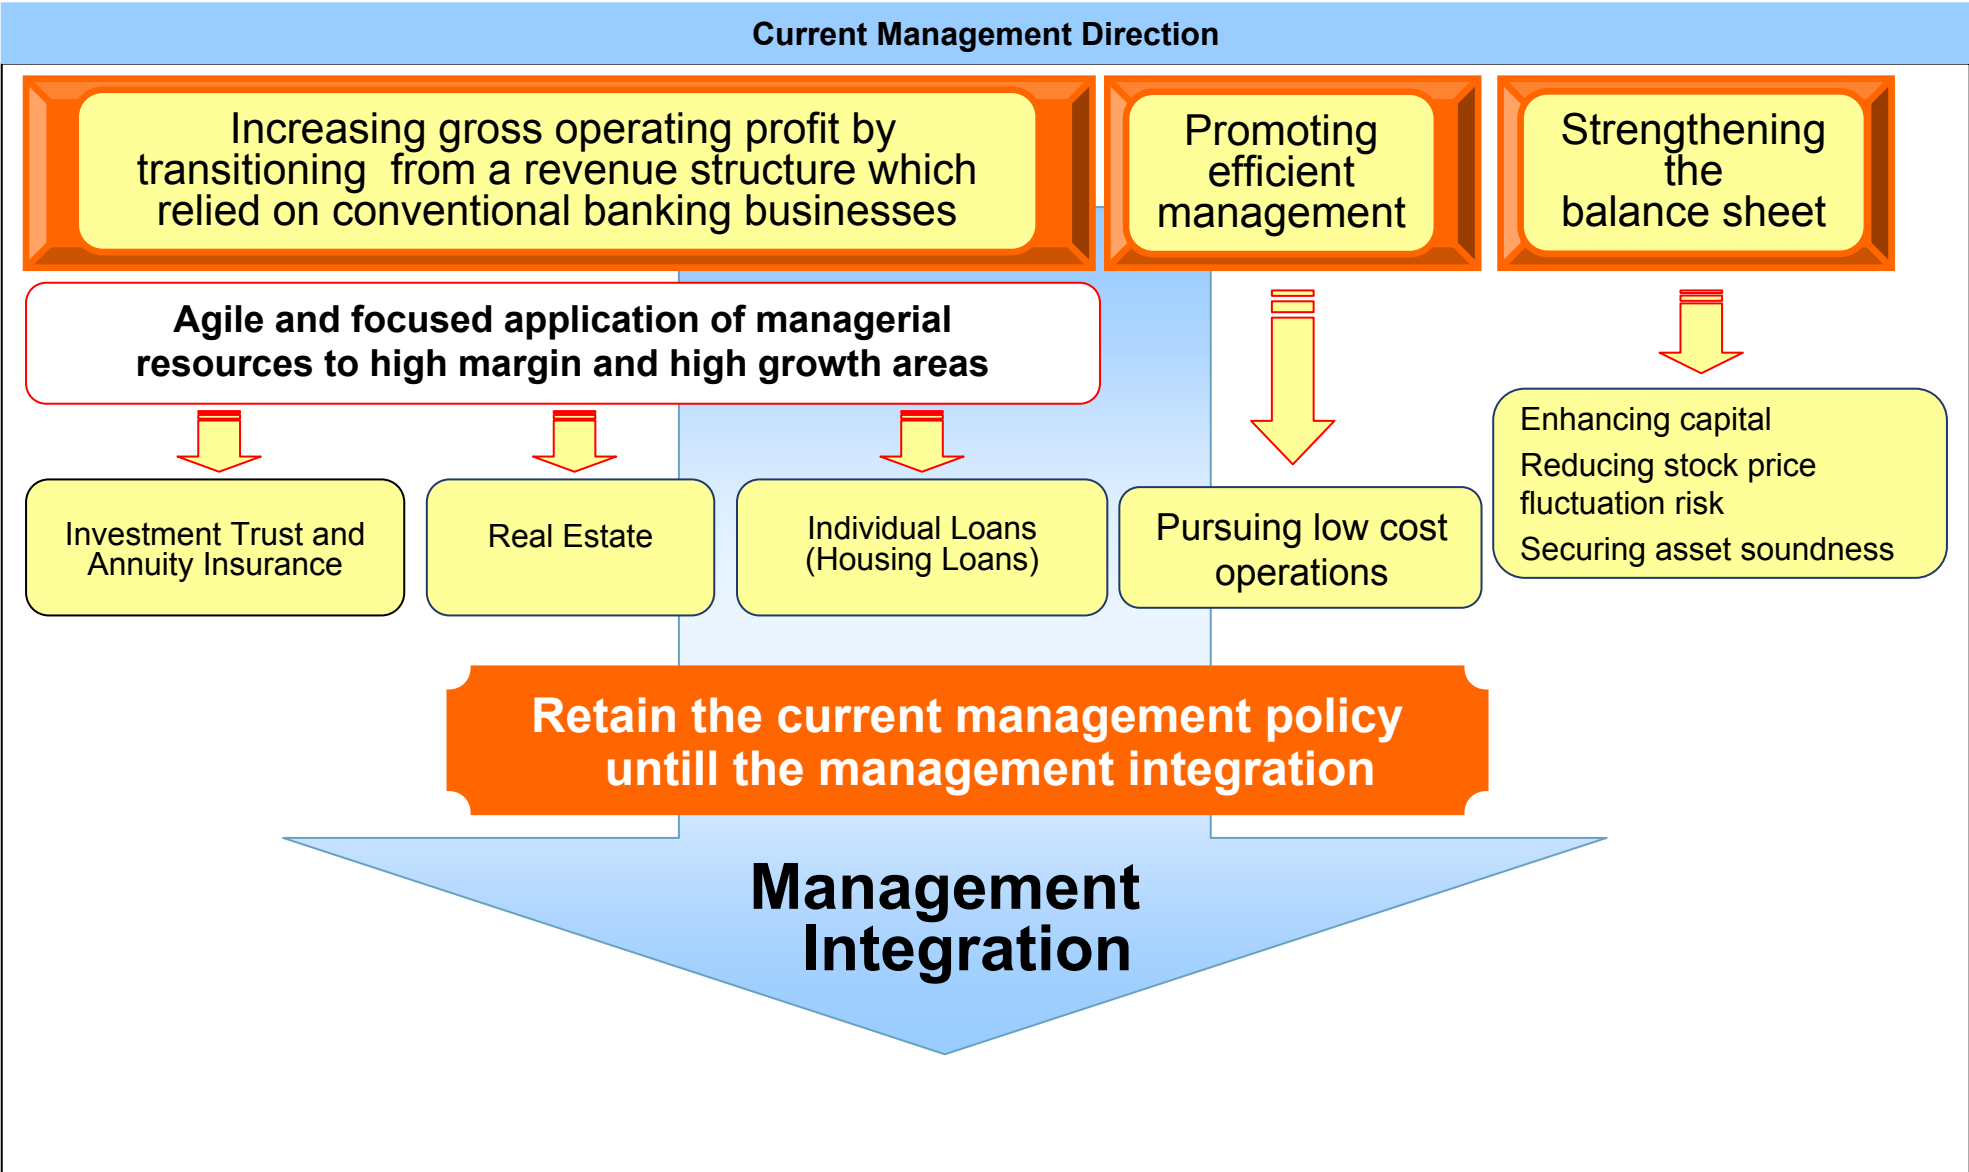 Current Management Direction
Increasing gross operating profit by
transitioning from a revenue structure which
relied on conventional banking businesses
Promoting
efficient
management
Strengthening
the
balance sheet
Agile and focused application of managerial
resources to high margin and high growth areas
Investment Trust and
Annuity Insurance
Real Estate
Individual Loans
(Housing Loans)
Pursuing low cost
operations
Enhancing capital
Reducing stock price
fluctuation risk
Securing asset soundness
Retain the current management policy
untill the management integration
Management
Integration